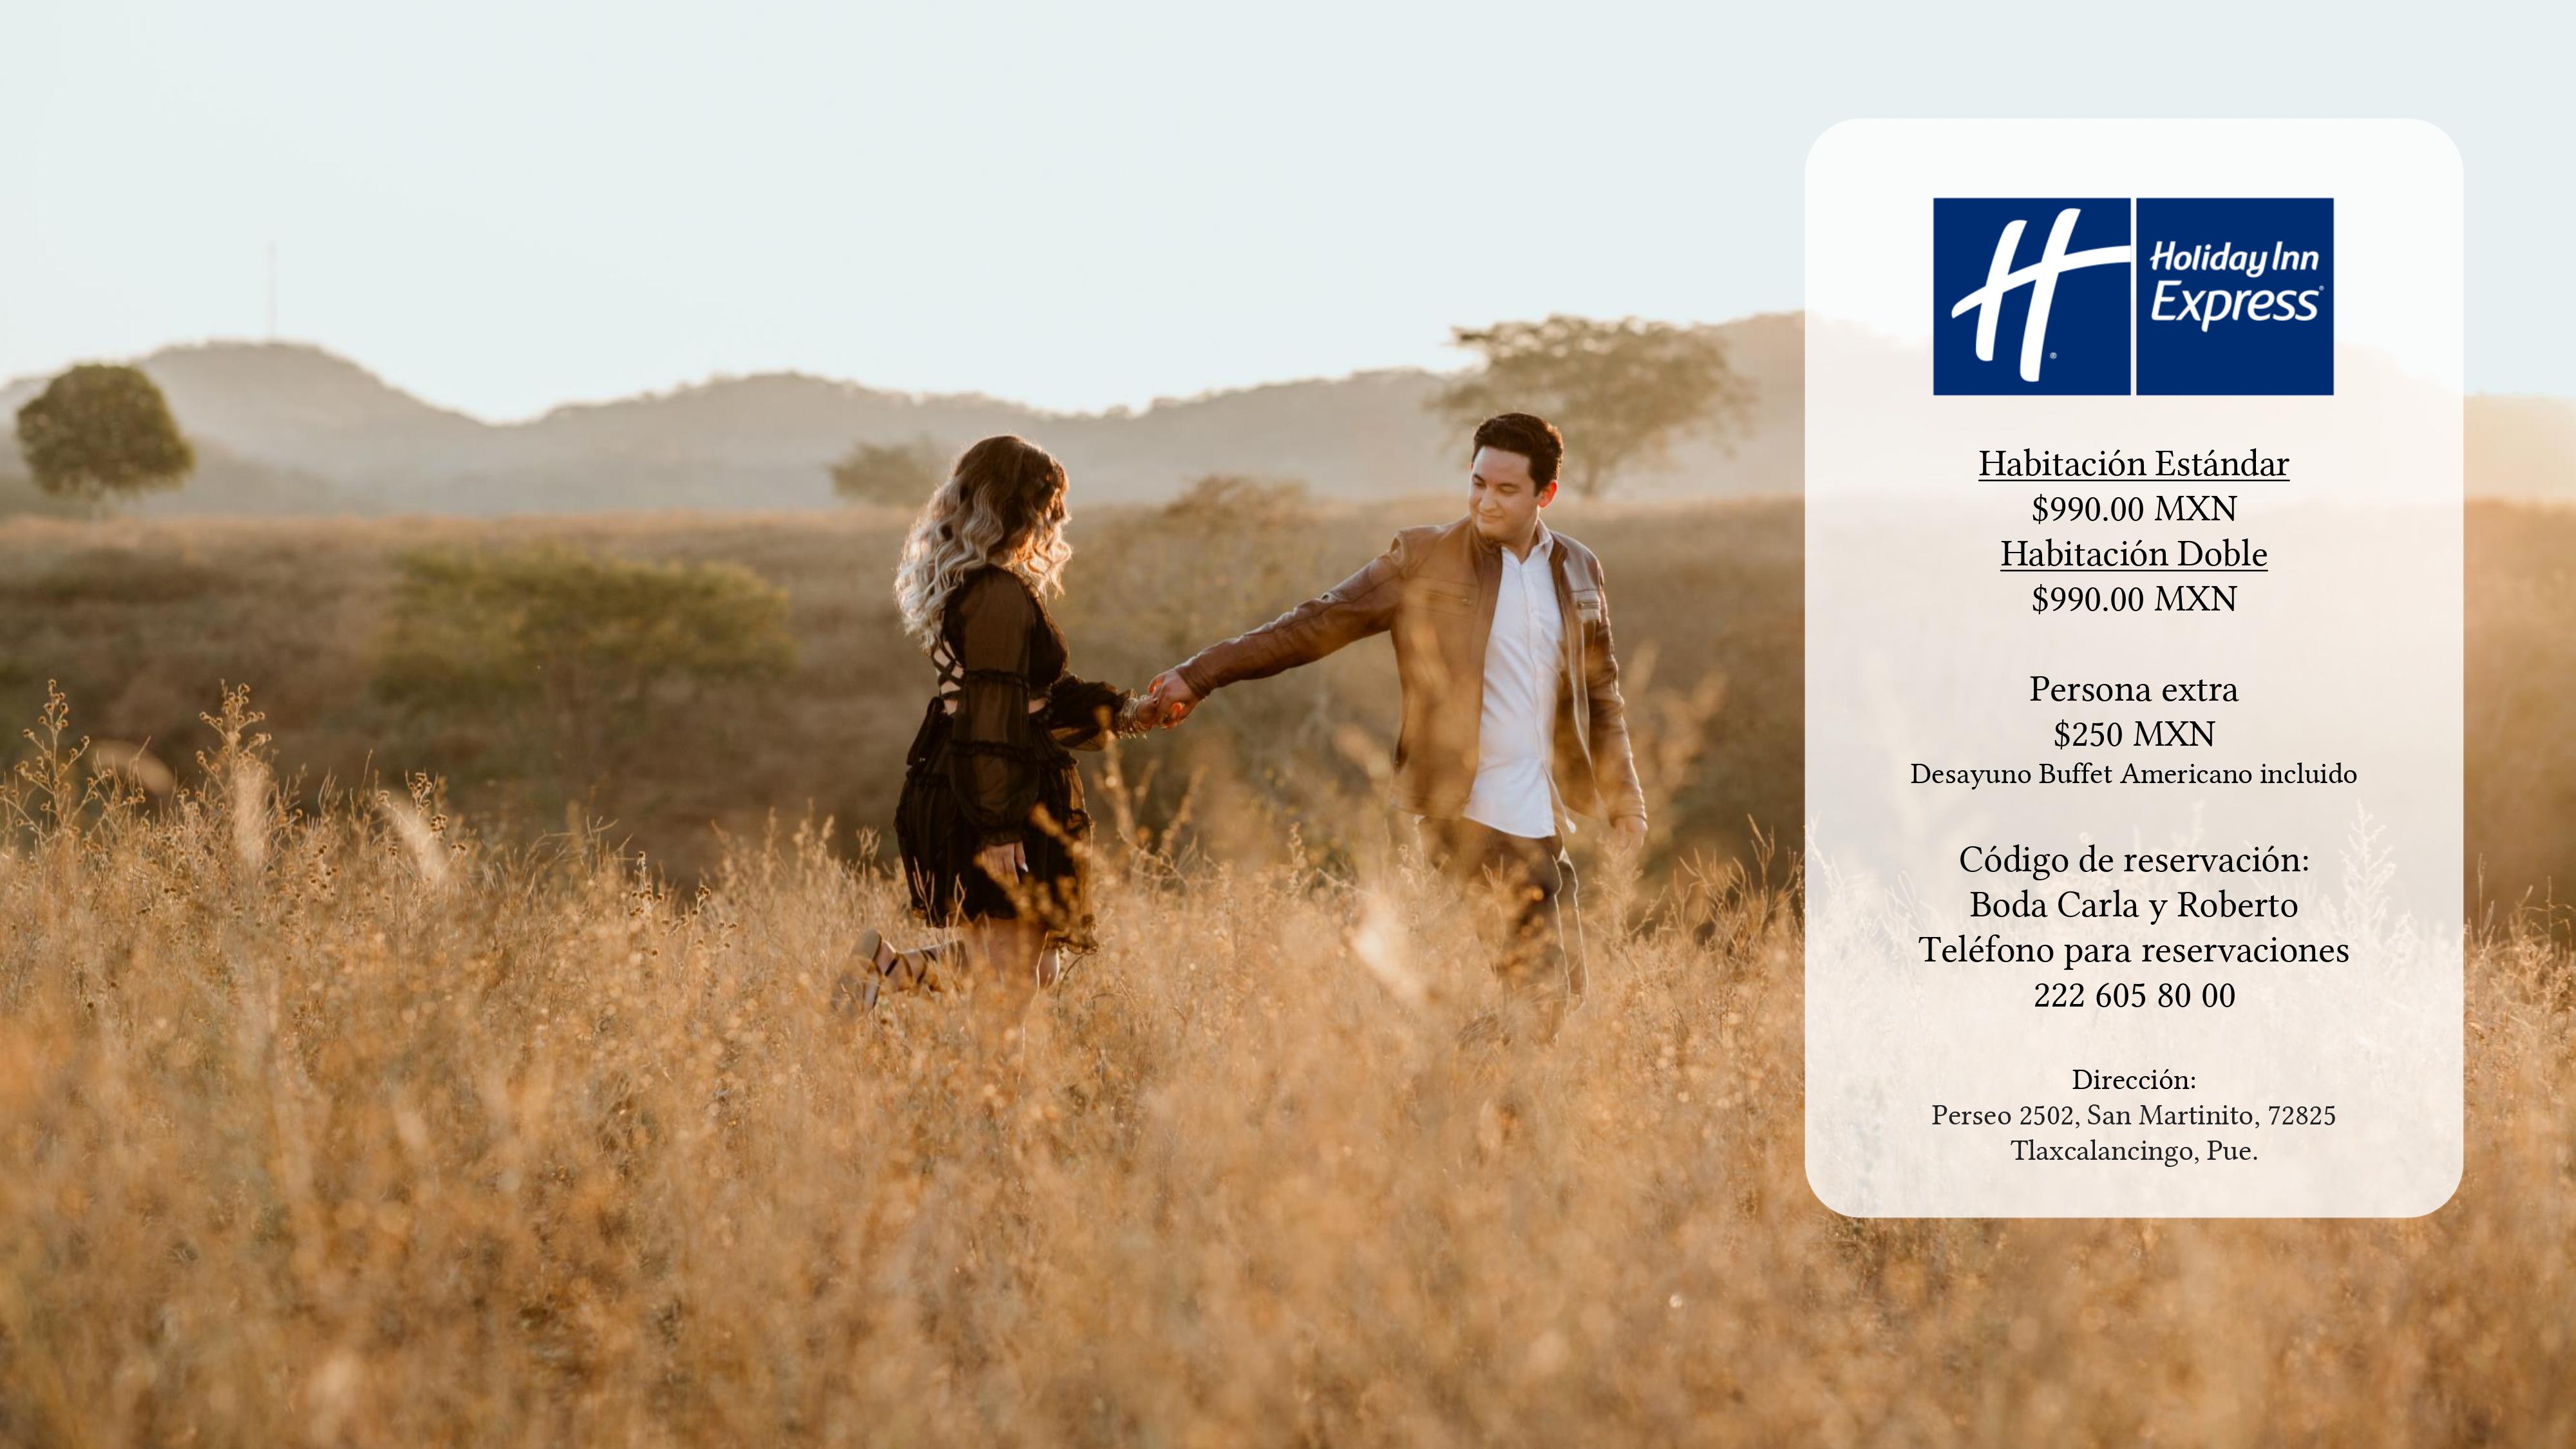 H
Holiday Inn
Express
Habitación Estándar
$990.00 MXN
Habitación Doble
$990.00 MXN
Persona extra
$250 MXN
Desayuno Buffet Americano incluido
Código de reservación:
Boda Carla y Roberto
Teléfono para reservaciones
222 605 80 00
Dirección:
Perseo 2502, San Martinito, 72825
Tlaxcalancingo, Pue.